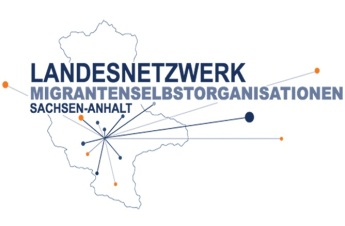 LANDESNETZWERK
MIGRANTENSELBSTORGANISATIONEN
SACHSEN-ANHALT